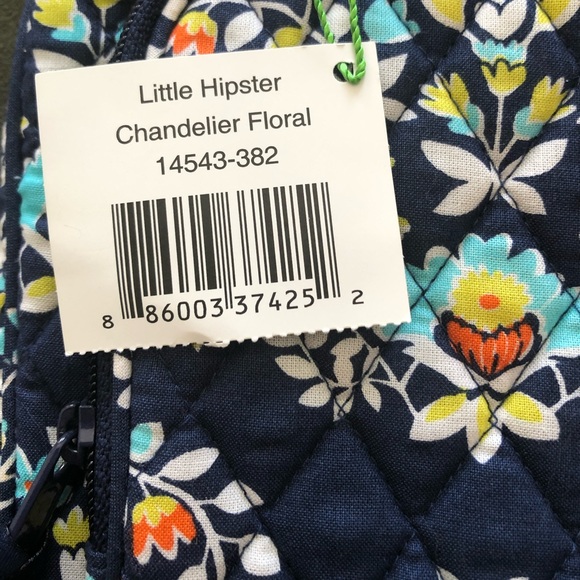 Little Hipster
Chandelier Floral
14543-382
8 86003 37425 2